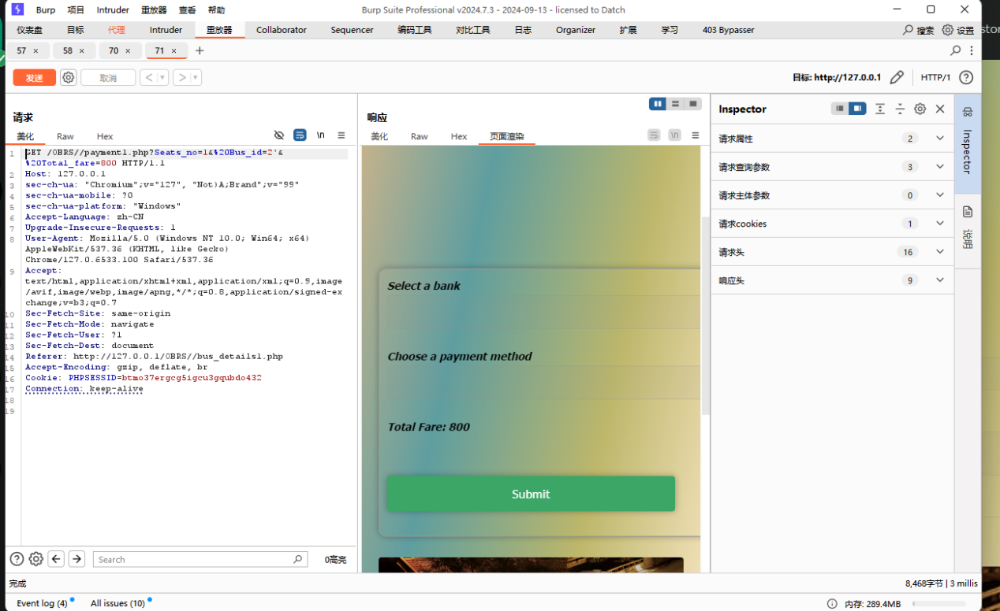 Burp 项目 Intruder 重放器 查看 帮助 Burp Suite Professional v2024.7.3 - 2024-09-13 - licensed to Datch
仪表盘 目标 代理 Intruder 重放器 Collaborator Sequencer 编码工具 对比工具 日志 Organizer 扩展 学习 403 Bypasser 搜索 设置
57 × 58 × 70 × 71 × +
发送 取消 < > 目标: http://127.0.0.1 HTTP/1
请求
美化 Raw Hex \n
1 GET /OBRS//payment1.php?Seats_no=1&%20Bus_id=2'&
%20Total_fare=800 HTTP/1.1
2 Host: 127.0.0.1
3 sec-ch-ua: "Chromium";v="127", "Not)A;Brand";v="99"
4 sec-ch-ua-mobile: ?0
5 sec-ch-ua-platform: "Windows"
6 Accept-Language: zh-CN
7 Upgrade-Insecure-Requests: 1
8 User-Agent: Mozilla/5.0 (Windows NT 10.0; Win64; x64)
AppleWebKit/537.36 (KHTML, like Gecko)
Chrome/127.0.6533.100 Safari/537.36
9 Accept:
text/html,application/xhtml+xml,application/xml;q=0.9,image
/avif,image/webp,image/apng,*/*;q=0.8,application/signed-ex
change;v=b3;q=0.7
10 Sec-Fetch-Site: same-origin
11 Sec-Fetch-Mode: navigate
12 Sec-Fetch-User: ?1
13 Sec-Fetch-Dest: document
14 Referer: http://127.0.0.1/OBRS//bus_details1.php
15 Accept-Encoding: gzip, deflate, br
16 Cookie: PHPSESSID=btmo37ergcg5igcu3gqubdo432
17 Connection: keep-alive
18
19
Search 0高亮
响应
美化 Raw Hex 页面渲染 \n
Select a bank
Choose a payment method
Total Fare: 800
Submit
Inspector
请求属性 2
请求查询参数 3
请求主体参数 0
请求cookies 1
请求头 16
响应头 9
Inspector
说明
完成 8,468字节 | 3 millis
Event log (4) All issues (10) 内存: 289.4MB